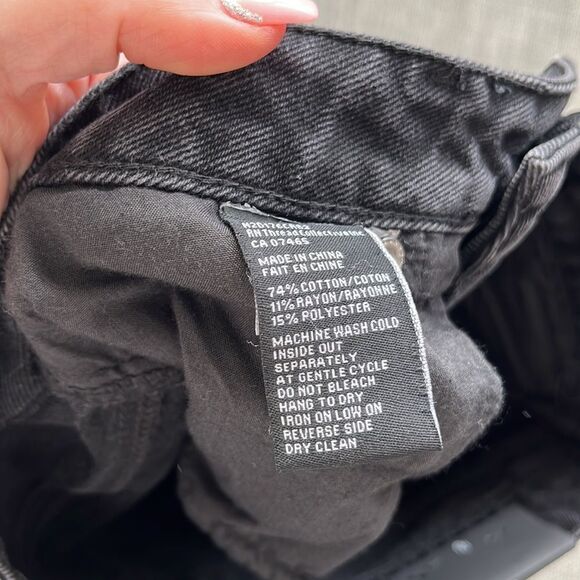 RN Thread Collective Inc
CA 07465
MADE IN CHINA
FAIT EN CHINE
74% COTTON/COTON
11% RAYON/RAYONNE
15% POLYESTER
MACHINE WASH COLD
INSIDE OUT
SEPARATELY
AT GENTLE CYCLE
DO NOT BLEACH
HANG TO DRY
IRON ON LOW ON
REVERSE SIDE
DRY CLEAN